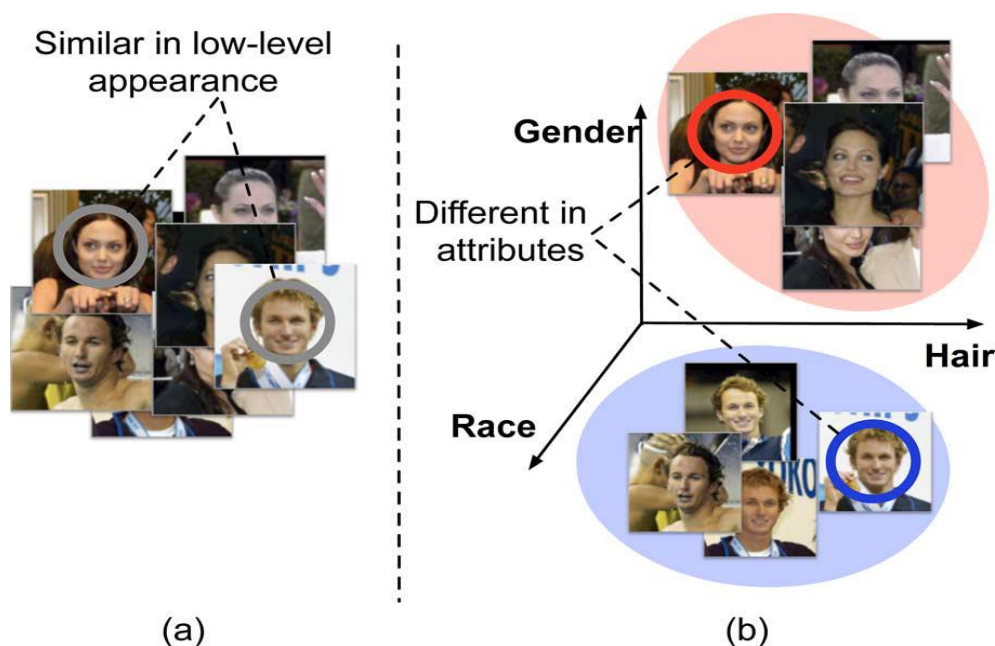 Similar in low-level
appearance
(a)
Gender
Different in
attributes
Hair
Race
(b)